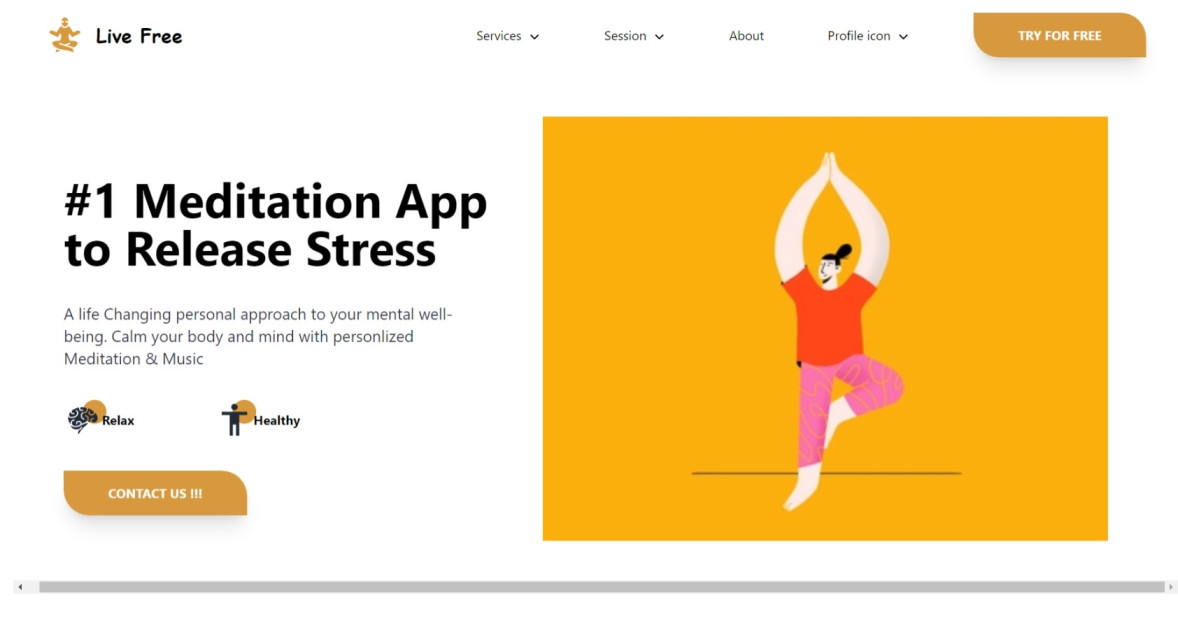 Live Free
Services
Session
About
Profile icon
TRY FOR FREE
#1 Meditation App
to Release Stress
A life Changing personal approach to your mental well-
being. Calm your body and mind with personlized
Meditation & Music
Relax
Healthy
CONTACT US !!!